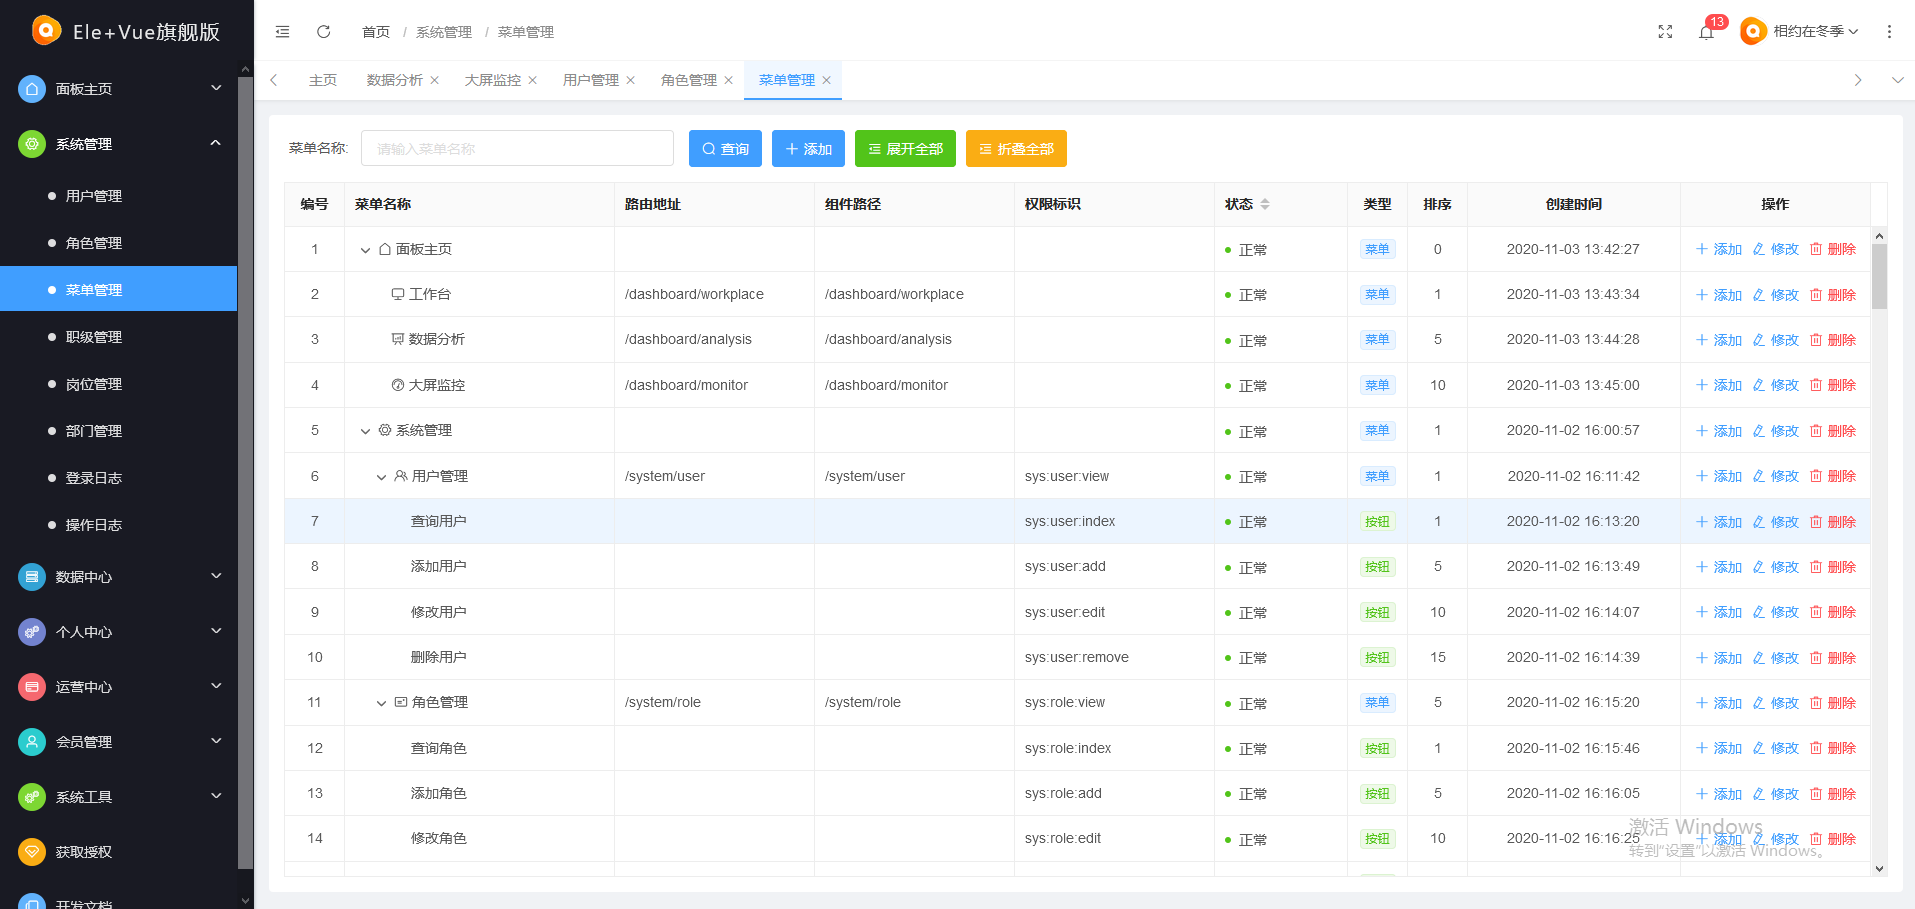 Ele+Vue旗舰版
面板主页
系统管理
用户管理
角色管理
菜单管理
职级管理
岗位管理
部门管理
登录日志
操作日志
数据中心
个人中心
运营中心
会员管理
系统工具
获取授权
开发文档
首页 / 系统管理 / 菜单管理
13
相约在冬季
主页 数据分析 大屏监控 用户管理 角色管理 菜单管理
菜单名称: 请输入菜单名称 查询 添加 展开全部 折叠全部
编号 菜单名称 路由地址 组件路径 权限标识 状态 类型 排序 创建时间 操作
1 面板主页 正常 菜单 0 2020-11-03 13:42:27 添加 修改 删除
2 工作台 /dashboard/workplace /dashboard/workplace 正常 菜单 1 2020-11-03 13:43:34 添加 修改 删除
3 数据分析 /dashboard/analysis /dashboard/analysis 正常 菜单 5 2020-11-03 13:44:28 添加 修改 删除
4 大屏监控 /dashboard/monitor /dashboard/monitor 正常 菜单 10 2020-11-03 13:45:00 添加 修改 删除
5 系统管理 正常 菜单 1 2020-11-02 16:00:57 添加 修改 删除
6 用户管理 /system/user /system/user sys:user:view 正常 菜单 1 2020-11-02 16:11:42 添加 修改 删除
7 查询用户 sys:user:index 正常 按钮 1 2020-11-02 16:13:20 添加 修改 删除
8 添加用户 sys:user:add 正常 按钮 5 2020-11-02 16:13:49 添加 修改 删除
9 修改用户 sys:user:edit 正常 按钮 10 2020-11-02 16:14:07 添加 修改 删除
10 删除用户 sys:user:remove 正常 按钮 15 2020-11-02 16:14:39 添加 修改 删除
11 角色管理 /system/role /system/role sys:role:view 正常 菜单 5 2020-11-02 16:15:20 添加 修改 删除
12 查询角色 sys:role:index 正常 按钮 1 2020-11-02 16:15:46 添加 修改 删除
13 添加角色 sys:role:add 正常 按钮 5 2020-11-02 16:16:05 添加 修改 删除
14 修改角色 sys:role:edit 正常 按钮 10 2020-11-02 16:16:25 添加 修改 删除
激活 Windows
转到"设置"以激活 Windows。